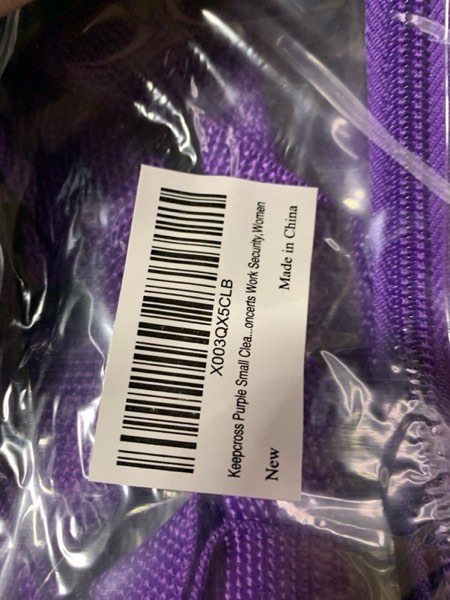 X003QX5CLB
Keepcross Purple Small Clea...oncerts Work Security,Women
New
Made in China